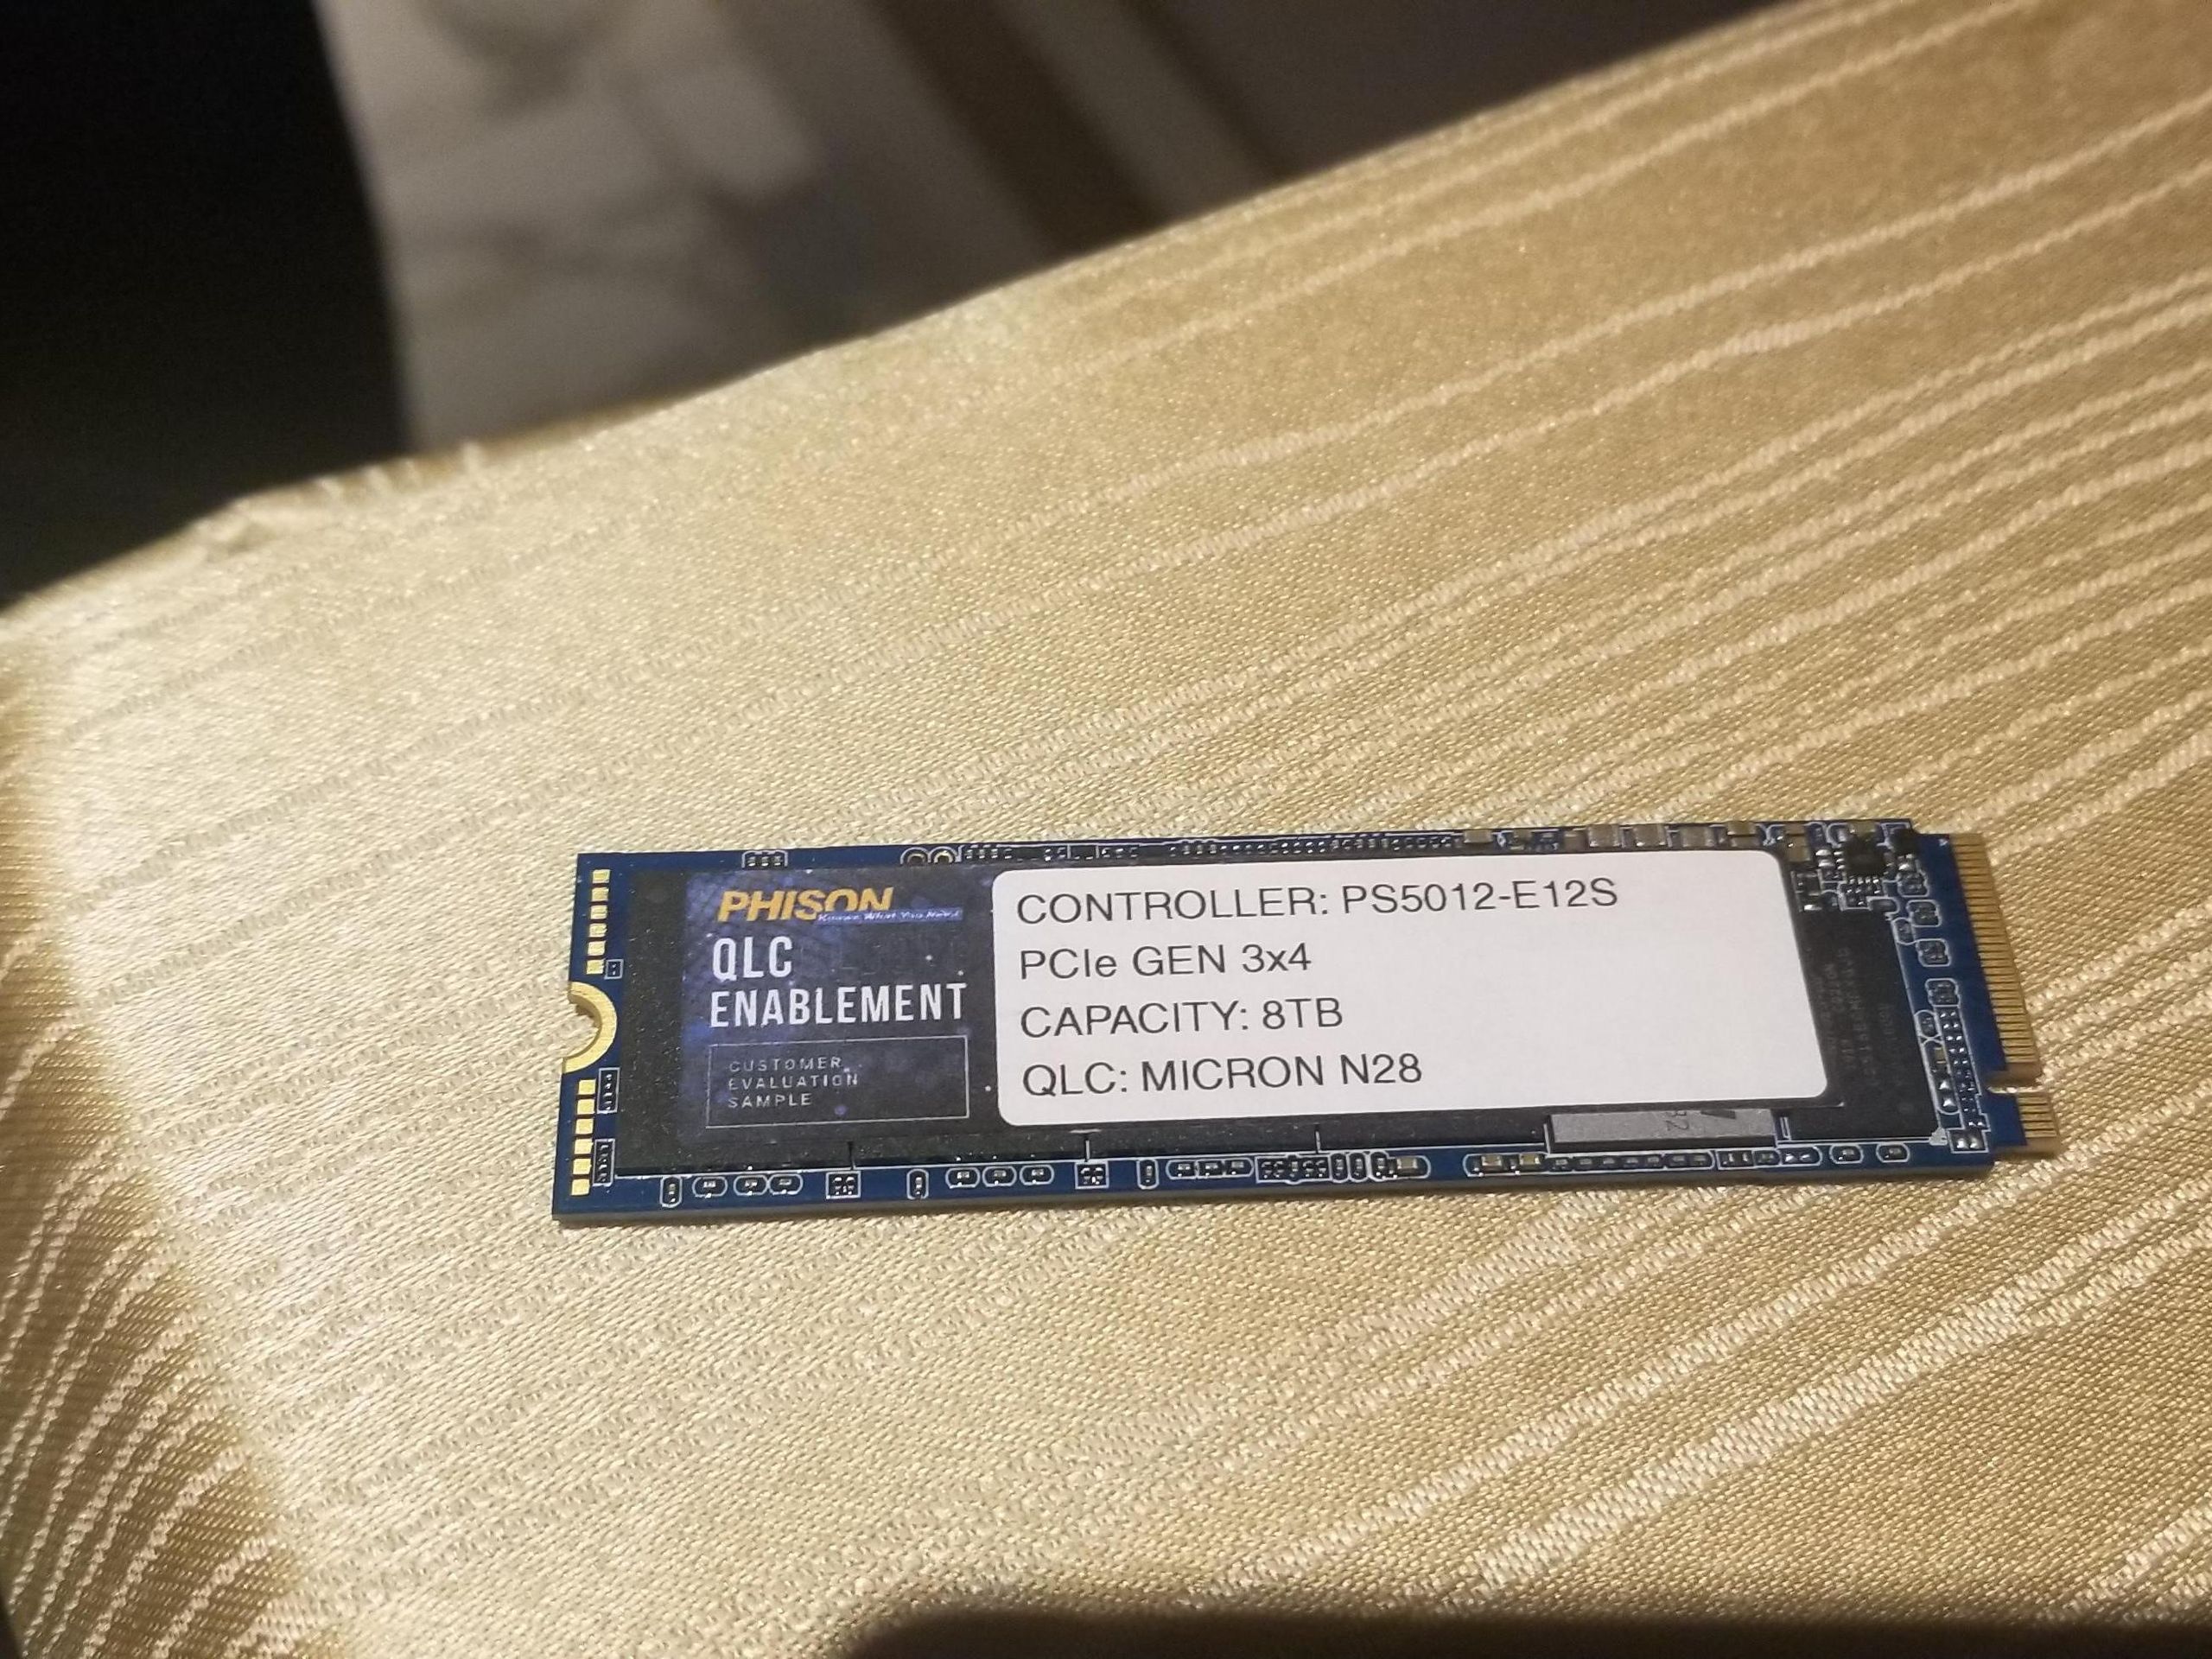 PHISON
QLC
ENABLEMENT
CUSTOMER
EVALUATION
SAMPLE
CONTROLLER: PS5012-E12S
PCIe GEN 3x4
CAPACITY: 8TB
QLC: MICRON N28